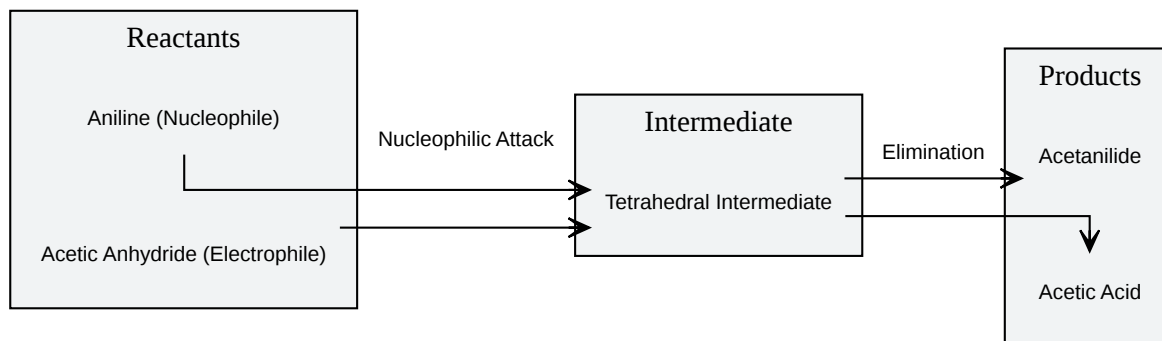 Reactants
Aniline (Nucleophile)
Acetic Anhydride (Electrophile)
Nucleophilic Attack
Intermediate
Tetrahedral Intermediate
Elimination
Products
Acetanilide
Acetic Acid